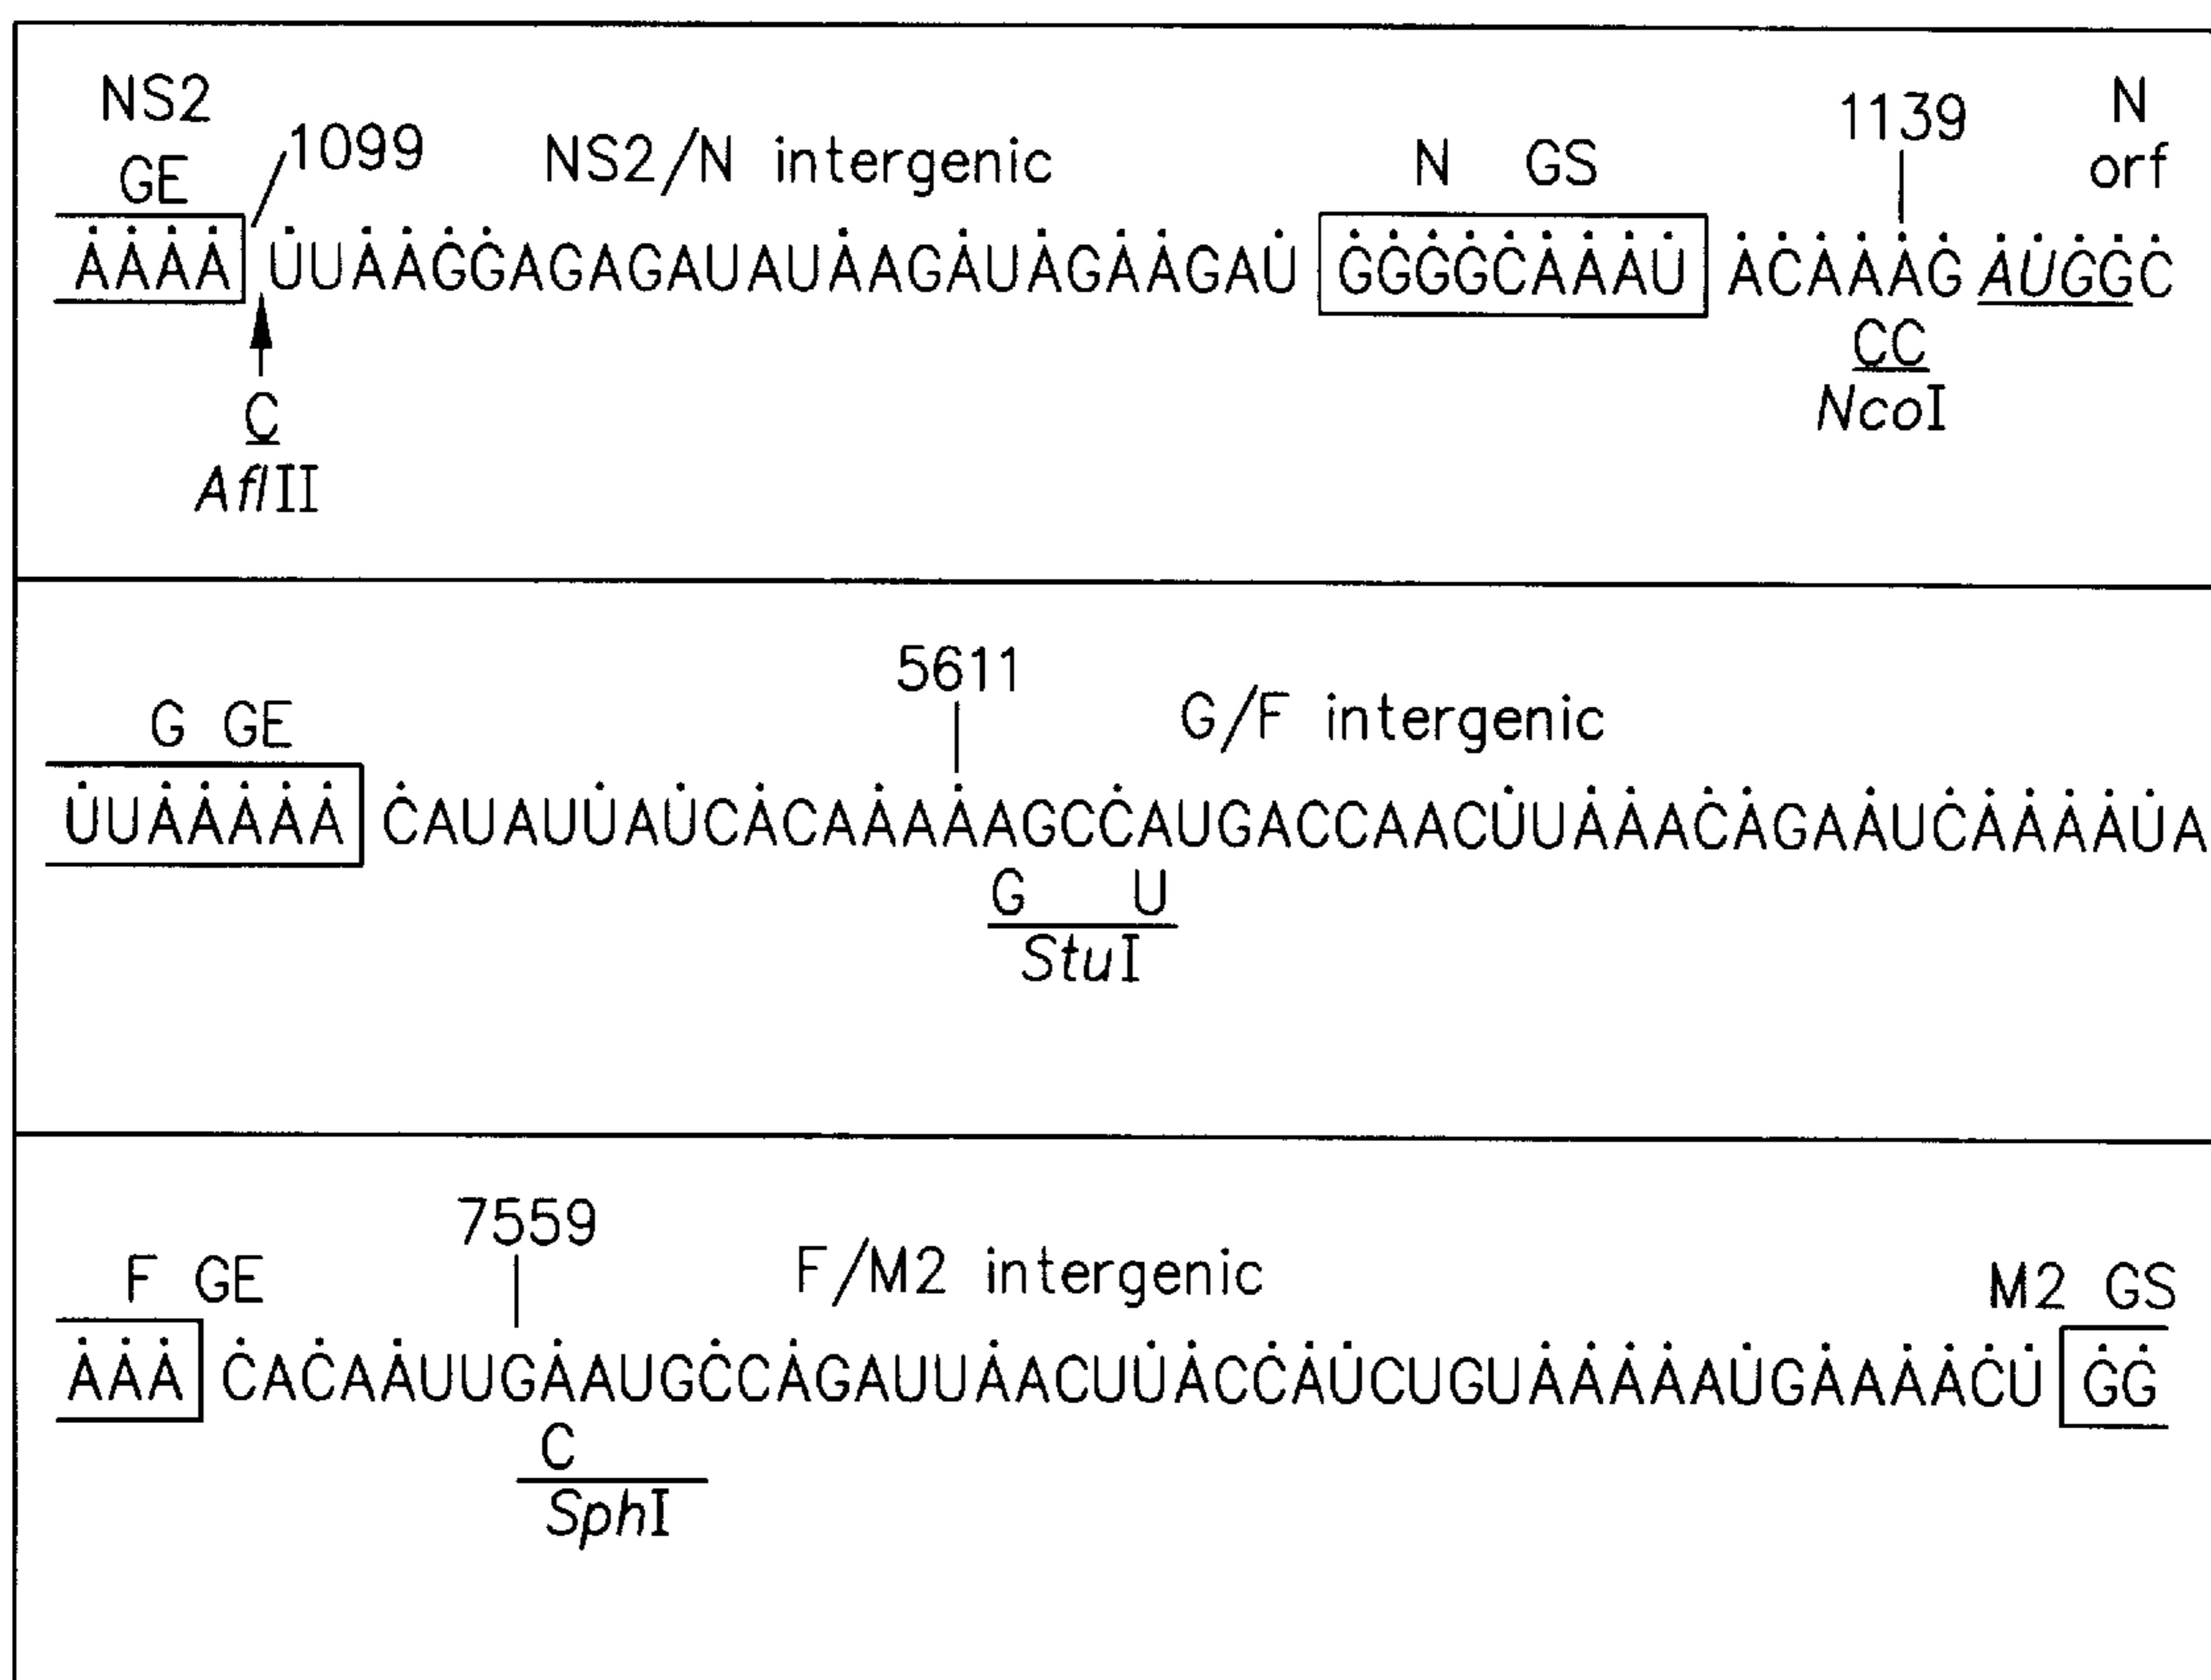 NS2 N
1099 NS2/N intergenic N GS 1139 orf
GE
AAAA UUAAGGAGAGAUAUAAGAUAGAAGAU GGGGCAAAU ACAAAG AUGGC
C CC
AflII NcoI
5611
G GE G/F intergenic
UUAAAAA CAUAUUAUCACAAAAAGCCAUGACCAACUUAAACAGAAUCAAAAUA
G U
StuI
7559
F GE F/M2 intergenic M2 GS
AAA CACAAUUGAAUGCCAGAUUAACUUACCAUCUGUAAAAAUGAAAACU GG
C
SphI